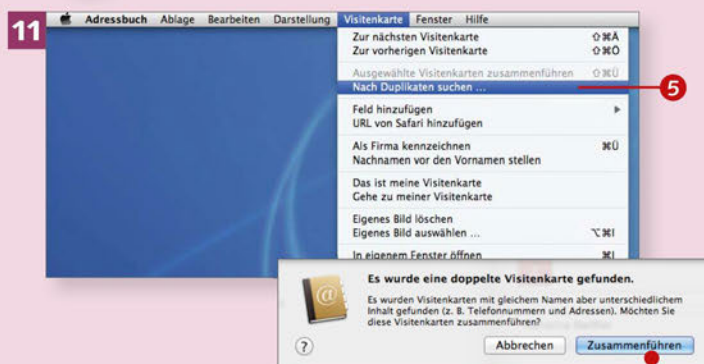 11
Adressbuch Ablage Bearbeiten Darstellung Visitenkarte Fenster Hilfe
Zur nächsten Visitenkarte ⇧⌘Ä
Zur vorherigen Visitenkarte ⇧⌘Ö
Ausgewählte Visitenkarten zusammenführen ⇧⌘Ü
Nach Duplikaten suchen ...
5
Feld hinzufügen
URL von Safari hinzufügen
Als Firma kennzeichnen ⌘Ü
Nachnamen vor den Vornamen stellen
Das ist meine Visitenkarte
Gehe zu meiner Visitenkarte
Eigenes Bild löschen
Eigenes Bild auswählen ... ⌥⌘I
In eigenem Fenster öffnen ⌘I
Es wurde eine doppelte Visitenkarte gefunden.
Es wurden Visitenkarten mit gleichem Namen aber unterschiedlichem
Inhalt gefunden (z. B. Telefonnummern und Adressen). Möchten Sie
diese Visitenkarten zusammenführen?
? Abbrechen Zusammenführen